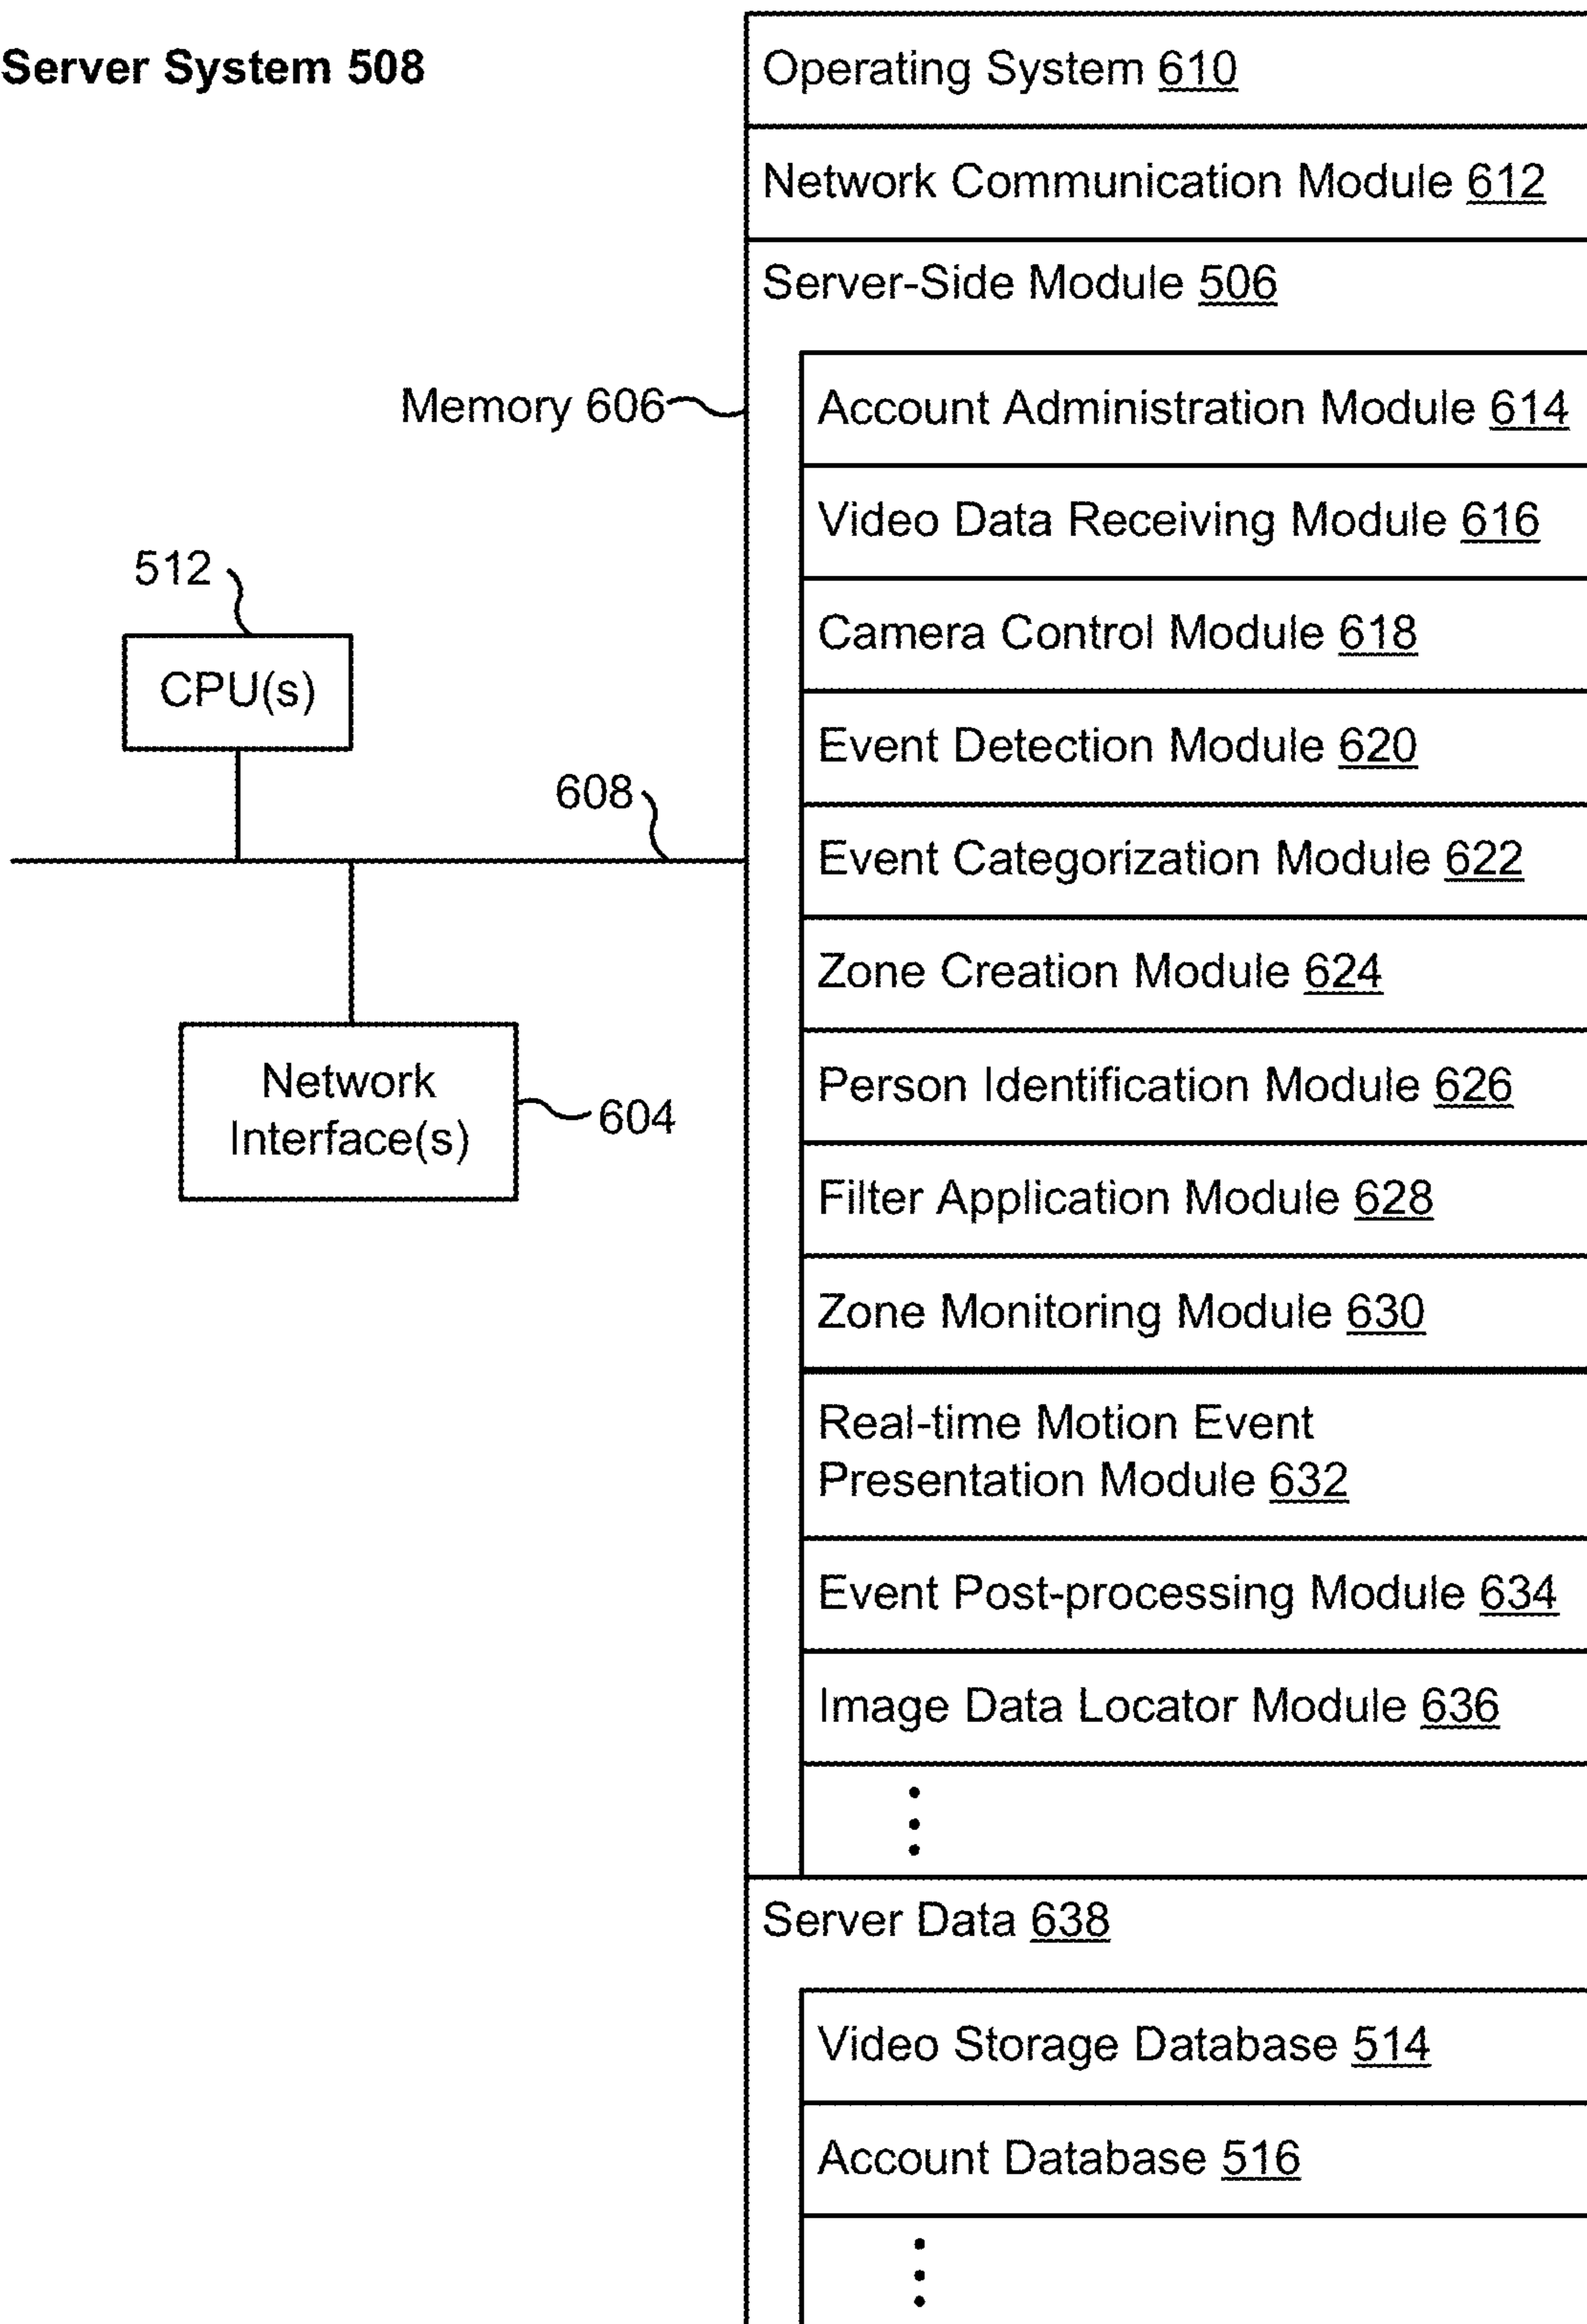 Server System 508
Operating System 610
Network Communication Module 612
Server-Side Module 506
Memory 606
Account Administration Module 614
Video Data Receiving Module 616
512
CPU(s)
Camera Control Module 618
Event Detection Module 620
608
Event Categorization Module 622
Zone Creation Module 624
Network
Interface(s)
604
Person Identification Module 626
Filter Application Module 628
Zone Monitoring Module 630
Real-time Motion Event
Presentation Module 632
Event Post-processing Module 634
Image Data Locator Module 636
Server Data 638
Video Storage Database 514
Account Database 516